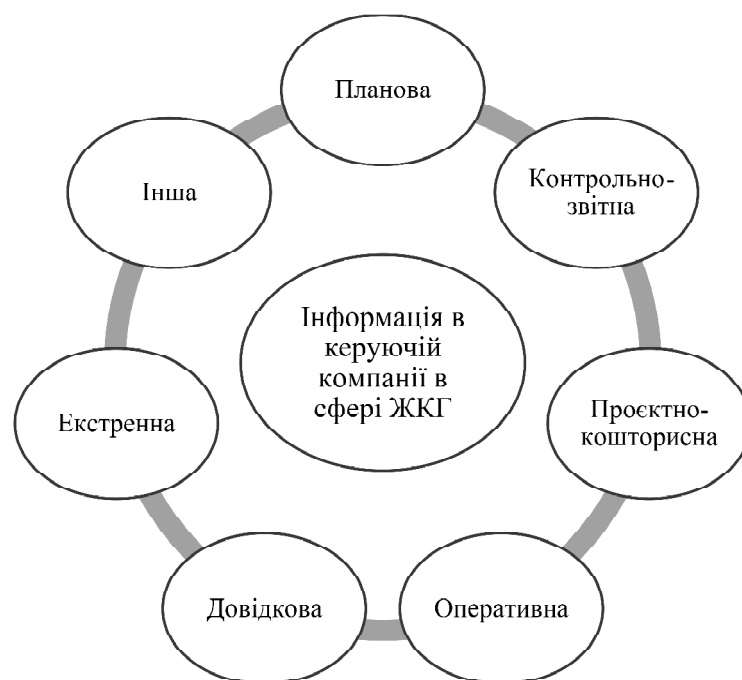 Планова
Контрольно-
звітна
Проєктно-
кошторисна
Оперативна
Довідкова
Екстренна
Інша
Інформація в
керуючій
компанії в
сфері ЖКГ